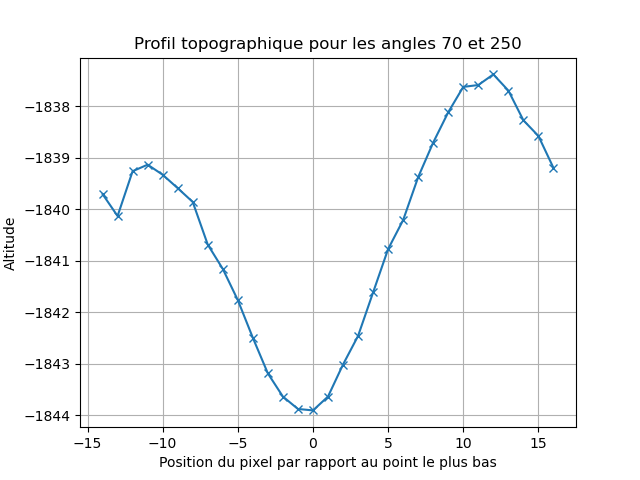 Profil topographique pour les angles 70 et 250
Altitude
−1838
−1839
−1840
−1841
−1842
−1843
−1844
−15 −10 −5 0 5 10 15
Position du pixel par rapport au point le plus bas